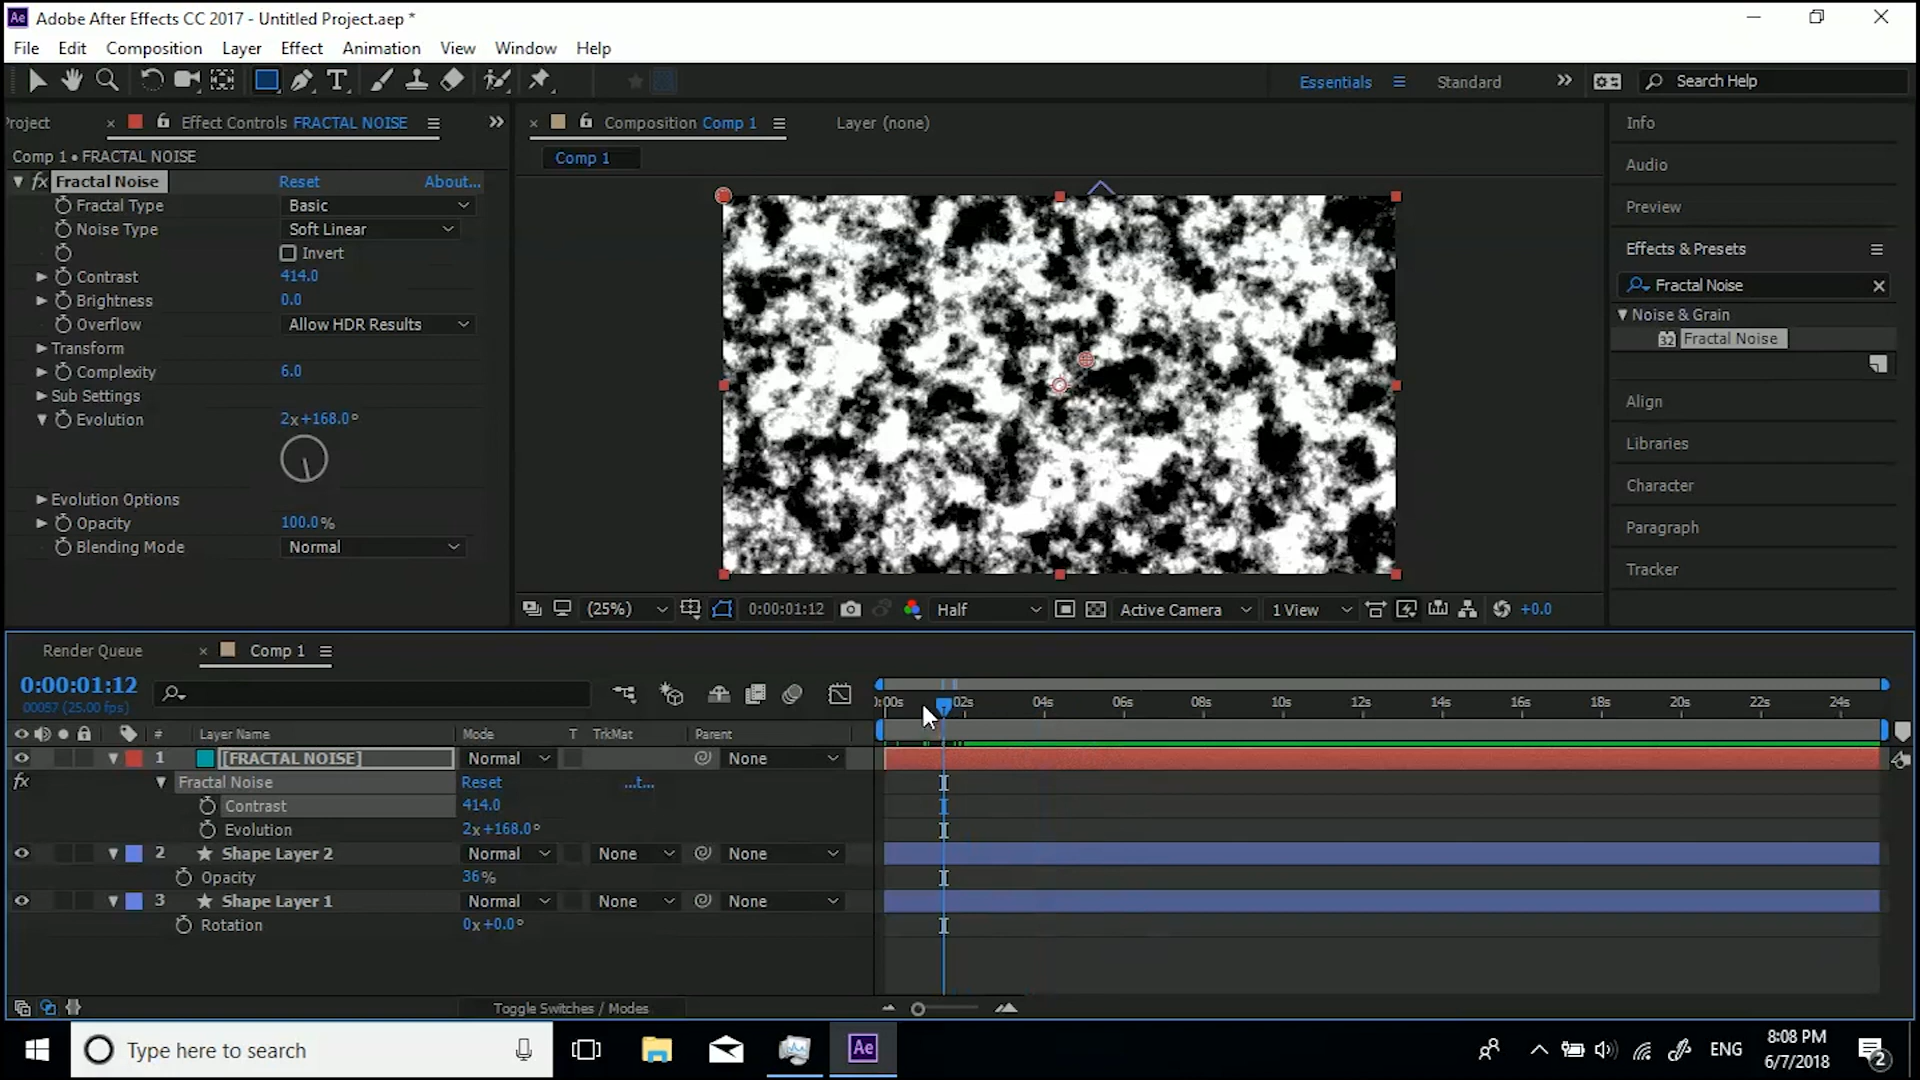 Adobe After Effects CC 2017 - Untitled Project.aep *
File Edit Composition Layer Effect Animation View Window Help
Essentials Standard Search Help
Project Effect Controls FRACTAL NOISE
Comp 1 • FRACTAL NOISE
fx Fractal Noise Reset About...
Fractal Type Basic
Noise Type Soft Linear
Invert
Contrast 414.0
Brightness 0.0
Overflow Allow HDR Results
Transform
Complexity 6.0
Sub Settings
Evolution 2x+168.0°
Evolution Options
Opacity 100.0%
Blending Mode Normal
Composition Comp 1 Layer (none)
Comp 1
(25%) 0:00:01:12 Half Active Camera 1 View +0.0
Info
Audio
Preview
Effects & Presets
Fractal Noise
Noise & Grain
32 Fractal Noise
Align
Libraries
Character
Paragraph
Tracker
Render Queue Comp 1
0:00:01:12
00057 (25.00 fps)
):00s 02s 04s 06s 08s 10s 12s 14s 16s 18s 20s 22s 24s
# Layer Name Mode T TrkMat Parent
1 [FRACTAL NOISE] Normal None
fx Fractal Noise Reset ...t...
Contrast 414.0
Evolution 2x+168.0°
2 Shape Layer 2 Normal None None
Opacity 36%
3 Shape Layer 1 Normal None None
Rotation 0x+0.0°
Toggle Switches / Modes
Type here to search Ae ENG 8:08 PM
6/7/2018 2